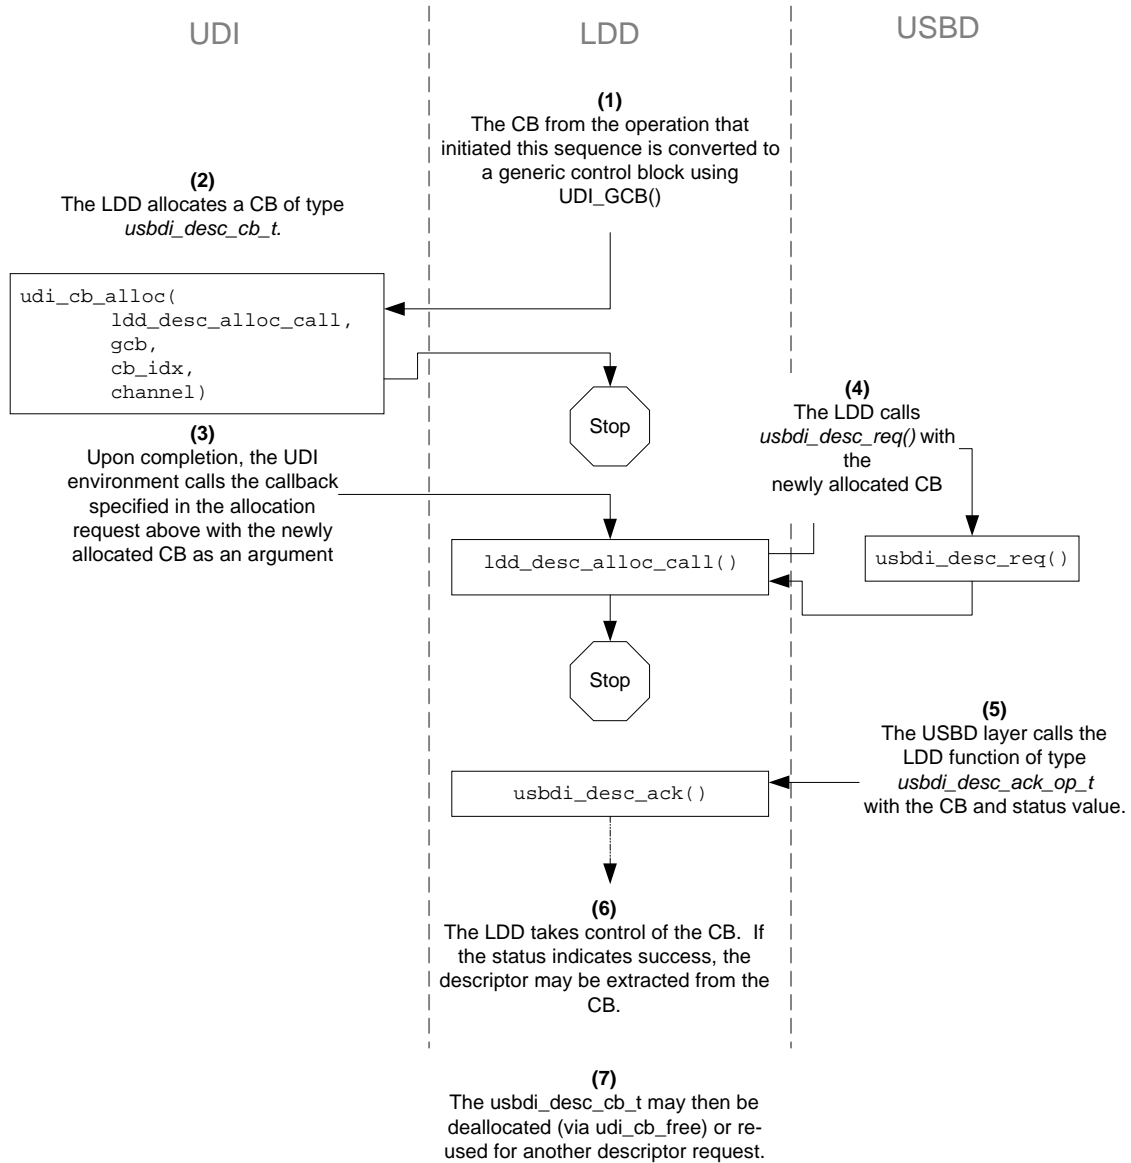 UDI
LDD
USBD
(1)
The CB from the operation that
initiated this sequence is converted to
a generic control block using
UDI_GCB()
(2)
The LDD allocates a CB of type
usbdi_desc_cb_t.
udi_cb_alloc(
ldd_desc_alloc_call,
gcb,
cb_idx,
channel)
Stop
(3)
Upon completion, the UDI
environment calls the callback
specified in the allocation
request above with the newly
allocated CB as an argument
(4)
The LDD calls
usbdi_desc_req() with
the
newly allocated CB
ldd_desc_alloc_call()
usbdi_desc_req()
Stop
(5)
The USBD layer calls the
LDD function of type
usbdi_desc_ack_op_t
with the CB and status value.
usbdi_desc_ack()
(6)
The LDD takes control of the CB.  If
the status indicates success, the
descriptor may be extracted from the
CB.
(7)
The usbdi_desc_cb_t may then be
deallocated (via udi_cb_free) or re-
used for another descriptor request.